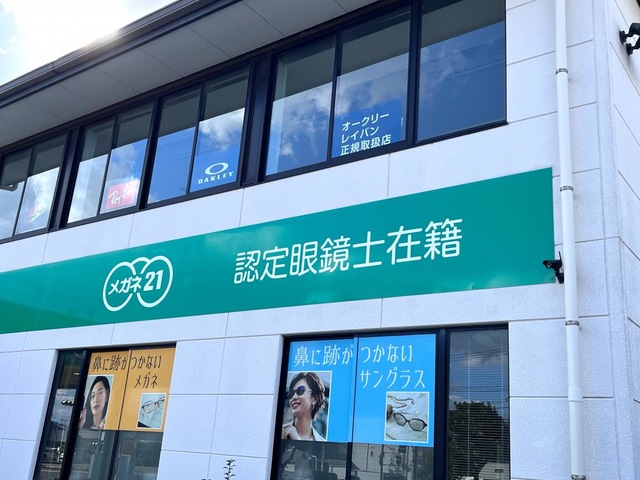 オークリー
レイバン
正規取扱店
OAKLEY
Ray-Ban
メガネ21
認定眼鏡士在籍
鼻に跡がつかない
メガネ
鼻に跡がつかない
サングラス